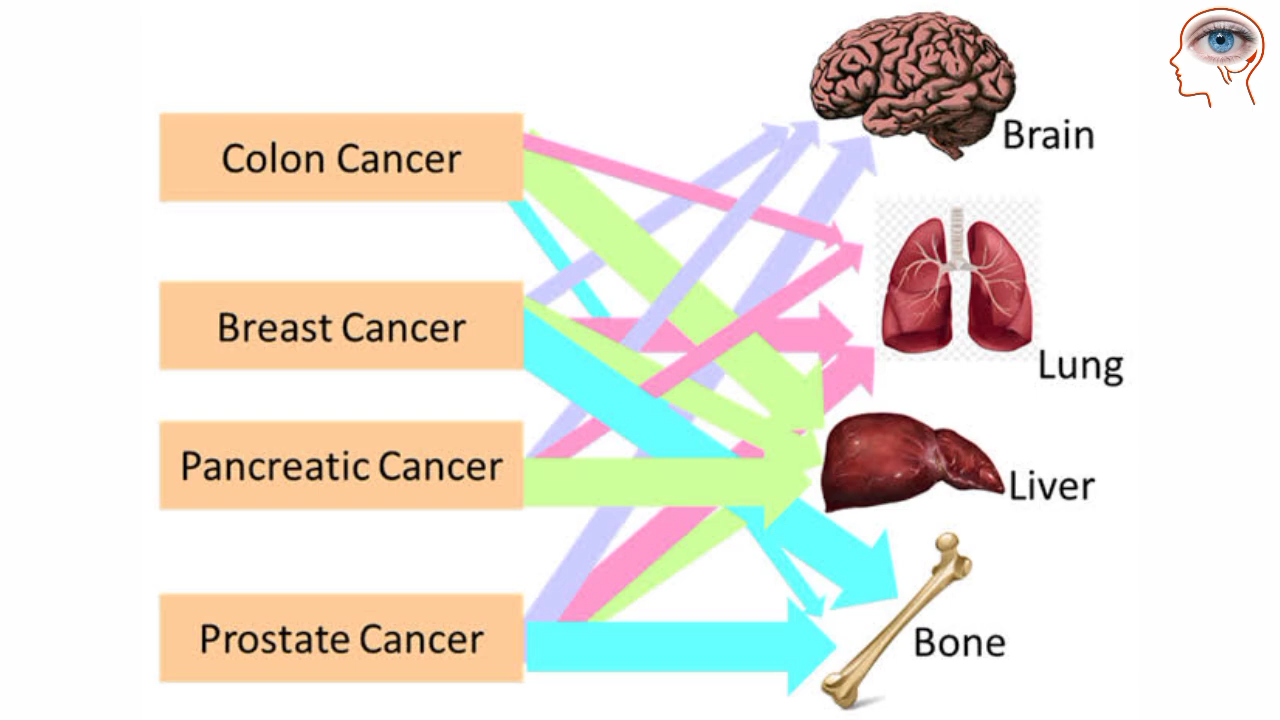 Colon Cancer
Breast Cancer
Pancreatic Cancer
Prostate Cancer
Brain
Lung
Liver
Bone